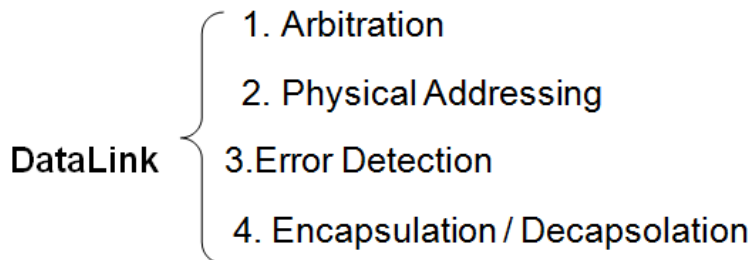 1. Arbitration
2. Physical Addressing
DataLink
3.Error Detection
4. Encapsulation / Decapsolation